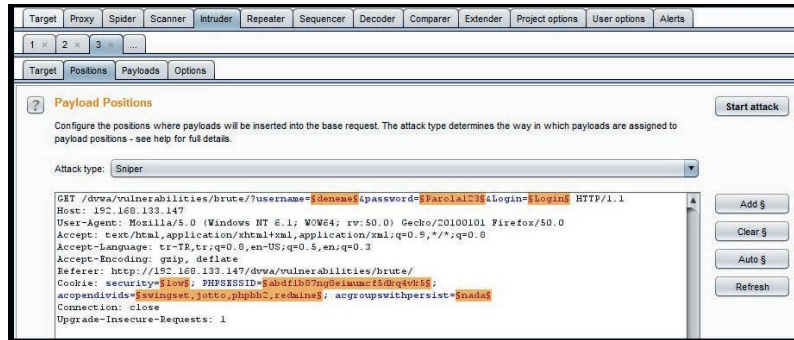 Target Proxy Spider Scanner Intruder Repeater Sequencer Decoder Comparer Extender Project options User options Alerts
1 × 2 × 3 × ...
Target Positions Payloads Options
? Payload Positions
Start attack
Configure the positions where payloads will be inserted into the base request. The attack type determines the way in which payloads are assigned to
payload positions - see help for full details.
Attack type: Sniper
GET /dvwa/vulnerabilities/brute/?username=§deneme§&password=§Parola123§&Login=§Login§ HTTP/1.1
Host: 192.168.133.147
User-Agent: Mozilla/5.0 (Windows NT 6.1; WOW64; rv:50.0) Gecko/20100101 Firefox/50.0
Accept: text/html,application/xhtml+xml,application/xml;q=0.9,*/*;q=0.8
Accept-Language: tr-TR,tr;q=0.8,en-US;q=0.5,en;q=0.3
Accept-Encoding: gzip, deflate
Referer: http://192.168.133.147/dvwa/vulnerabilities/brute/
Cookie: security=§low§; PHPSESSID=§abdf1b87ng8eimumcf5dkq4vk5§;
acopendivids=§swingset,jotto,phpbb2,redmine§; acgroupswithpersist=§nada§
Connection: close
Upgrade-Insecure-Requests: 1
Add §
Clear §
Auto §
Refresh